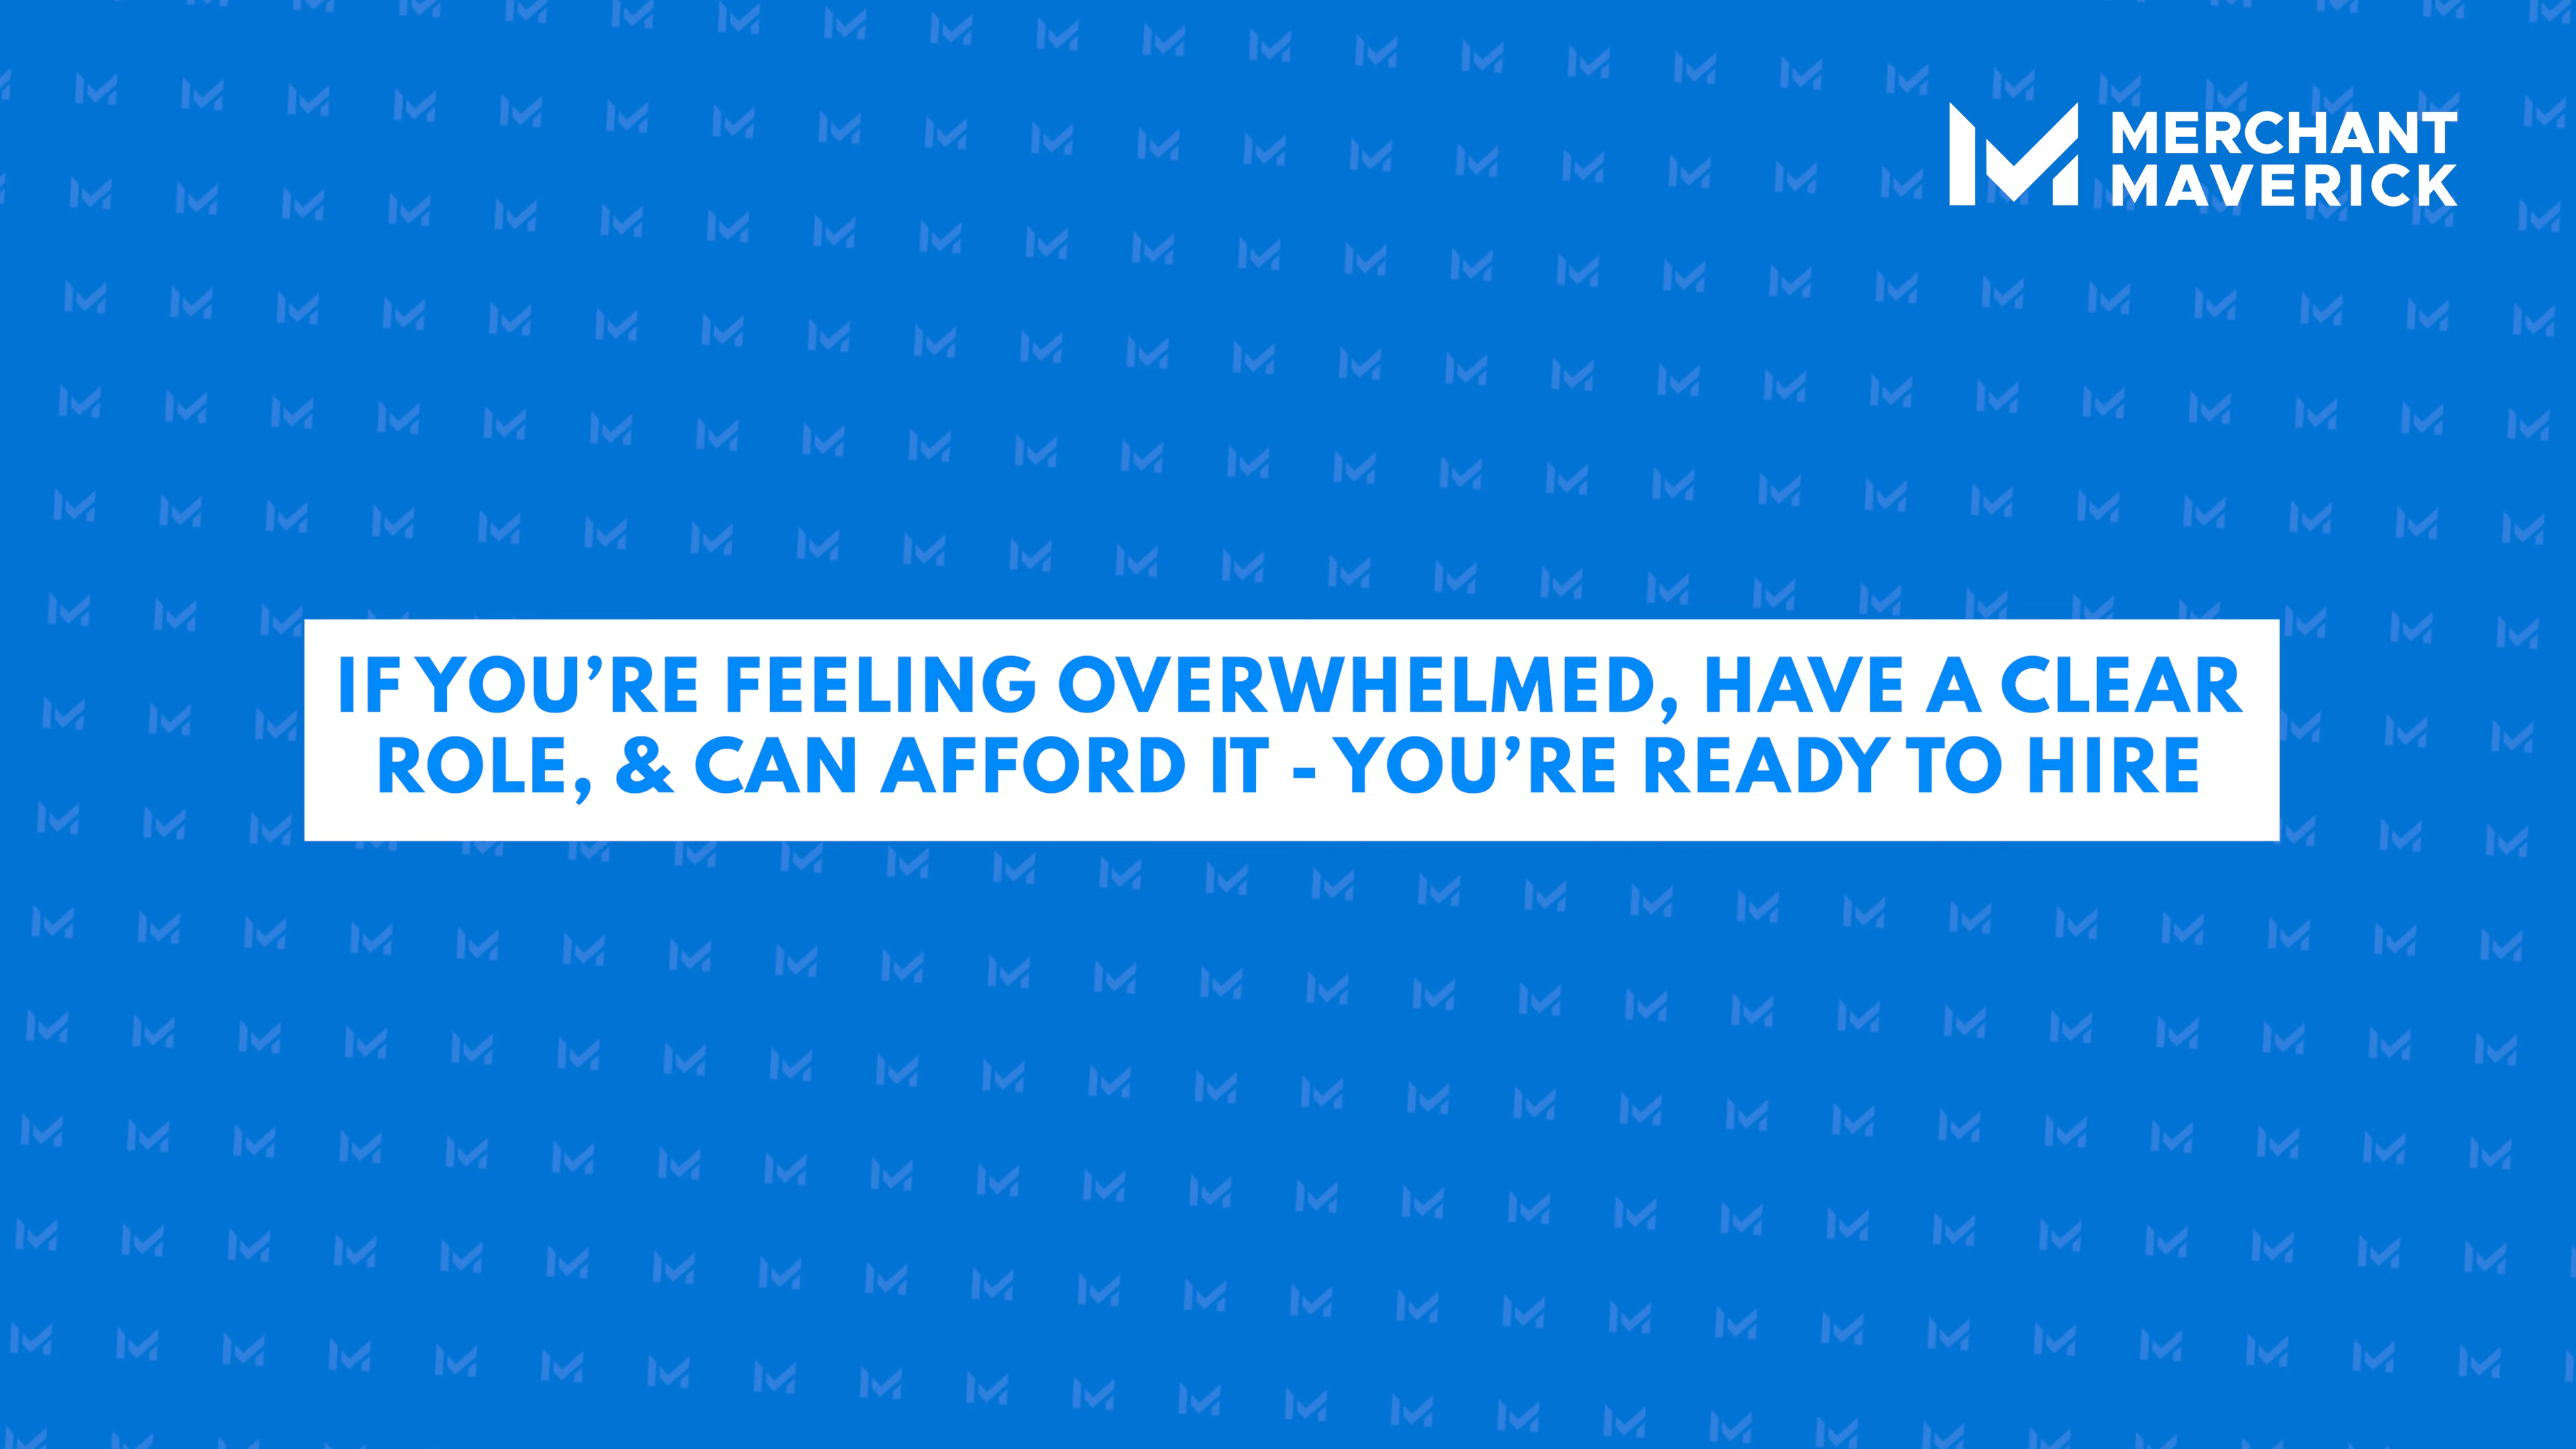 MERCHANT
MAVERICK
IF YOU’RE FEELING OVERWHELMED, HAVE A CLEAR
ROLE, & CAN AFFORD IT - YOU’RE READY TO HIRE